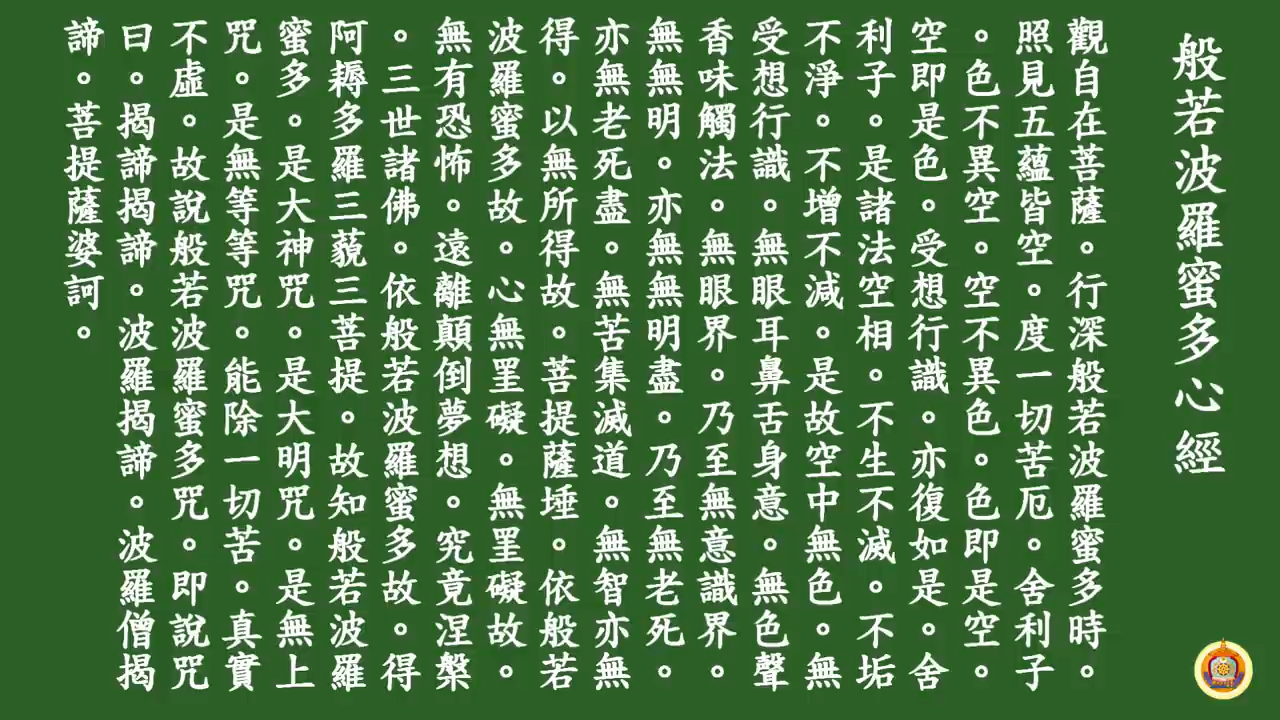 般若波羅蜜多心經
觀自在菩薩。行深般若波羅蜜多時。
照見五蘊皆空。度一切苦厄。舍利子
。色不異空。空不異色。色即是空。
空即是色。受想行識。亦復如是。舍
利子。是諸法空相。不生不滅。不垢
不淨。不增不減。是故空中無色。無
受想行識。無眼耳鼻舌身意。無色聲
香味觸法。無眼界。乃至無意識界。
無無明。亦無無明盡。乃至無老死。
亦無老死盡。無苦集滅道。無智亦無
得。以無所得故。菩提薩埵。依般若
波羅蜜多故。心無罣礙。無罣礙故。
無有恐怖。遠離顛倒夢想。究竟涅槃
。三世諸佛。依般若波羅蜜多故。得
阿耨多羅三藐三菩提。故知般若波羅
蜜多。是大神咒。是大明咒。是無上
咒。是無等等咒。能除一切苦。真實
不虛。故說般若波羅蜜多咒。即說咒
曰。揭諦揭諦。波羅揭諦。波羅僧揭
諦。菩提薩婆訶。